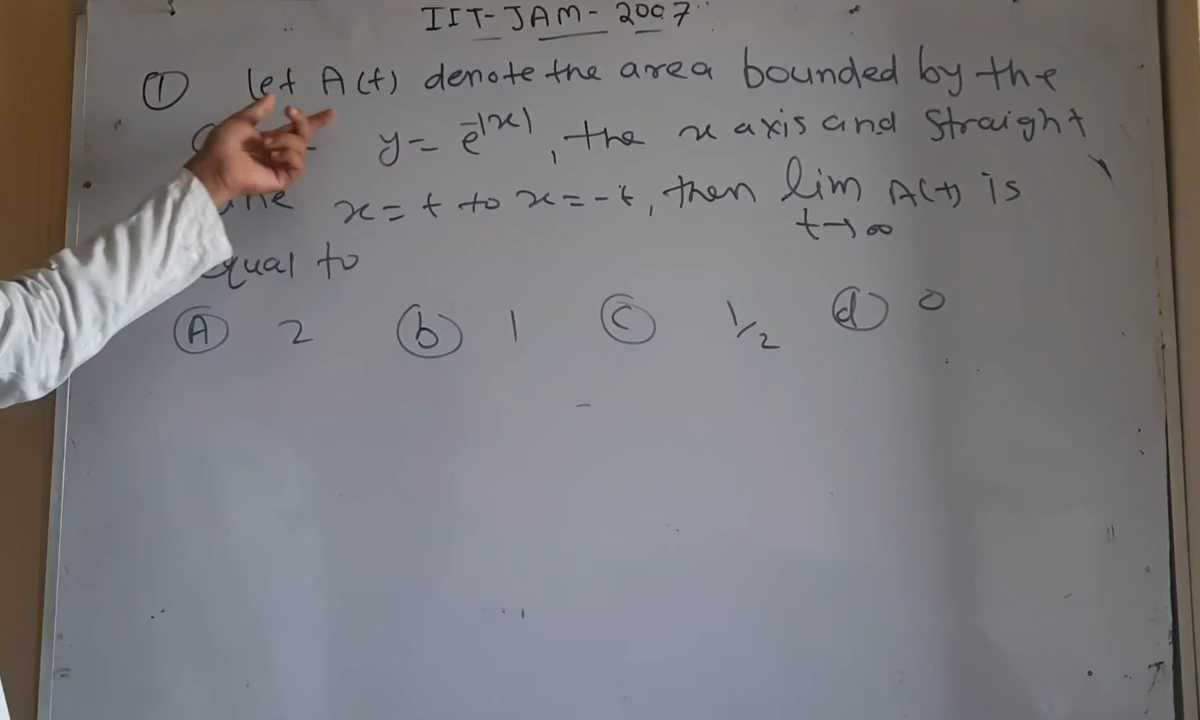 IIT-JAM-2007
① let A(t) denote the area bounded by the
y = e^-|x|, the x axis and straight
x = t to x = -t, then lim A(t) is
t→∞
equal to
Ⓐ 2 ⓑ 1 ⓒ 1/2 ⓓ 0